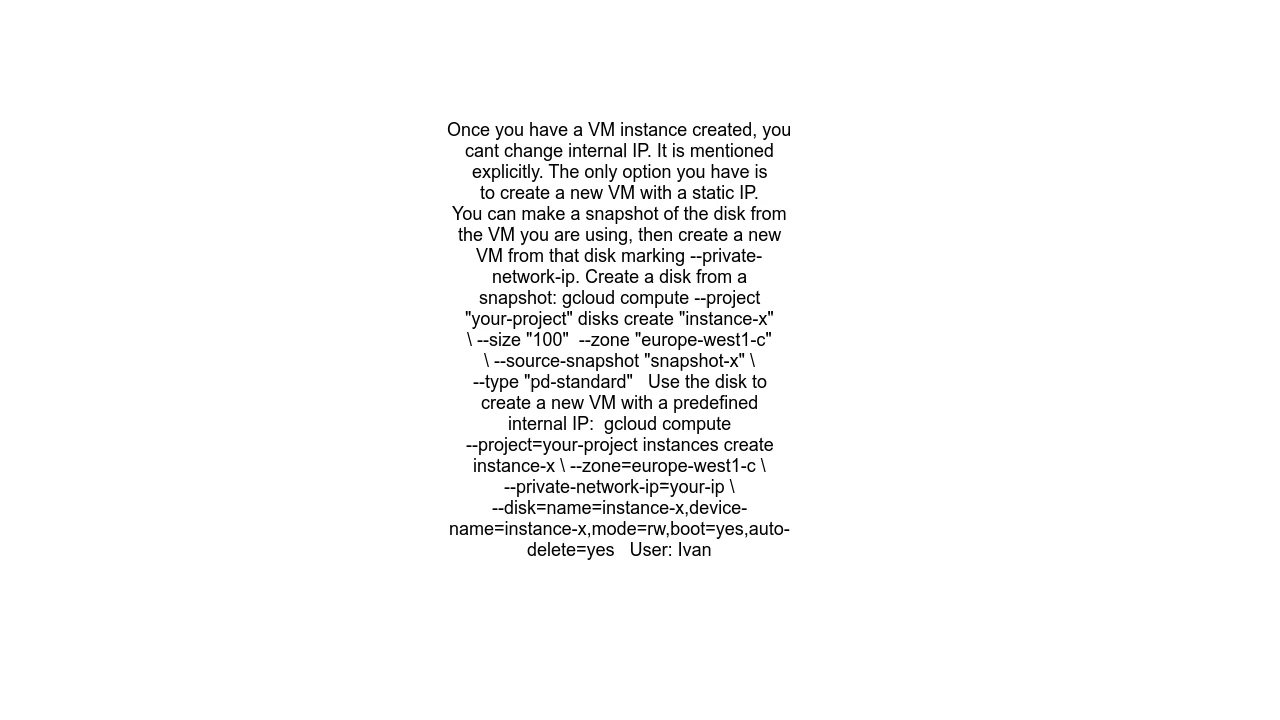 Once you have a VM instance created, you
cant change internal IP. It is mentioned
explicitly. The only option you have is
to create a new VM with a static IP.
You can make a snapshot of the disk from
the VM you are using, then create a new
VM from that disk marking --private-
network-ip. Create a disk from a
snapshot: gcloud compute --project
"your-project" disks create "instance-x"
\ --size "100"  --zone "europe-west1-c"
\ --source-snapshot "snapshot-x" \
--type "pd-standard"   Use the disk to
create a new VM with a predefined
internal IP:  gcloud compute
--project=your-project instances create
instance-x \ --zone=europe-west1-c \
--private-network-ip=your-ip \
--disk=name=instance-x,device-
name=instance-x,mode=rw,boot=yes,auto-
delete=yes   User: Ivan